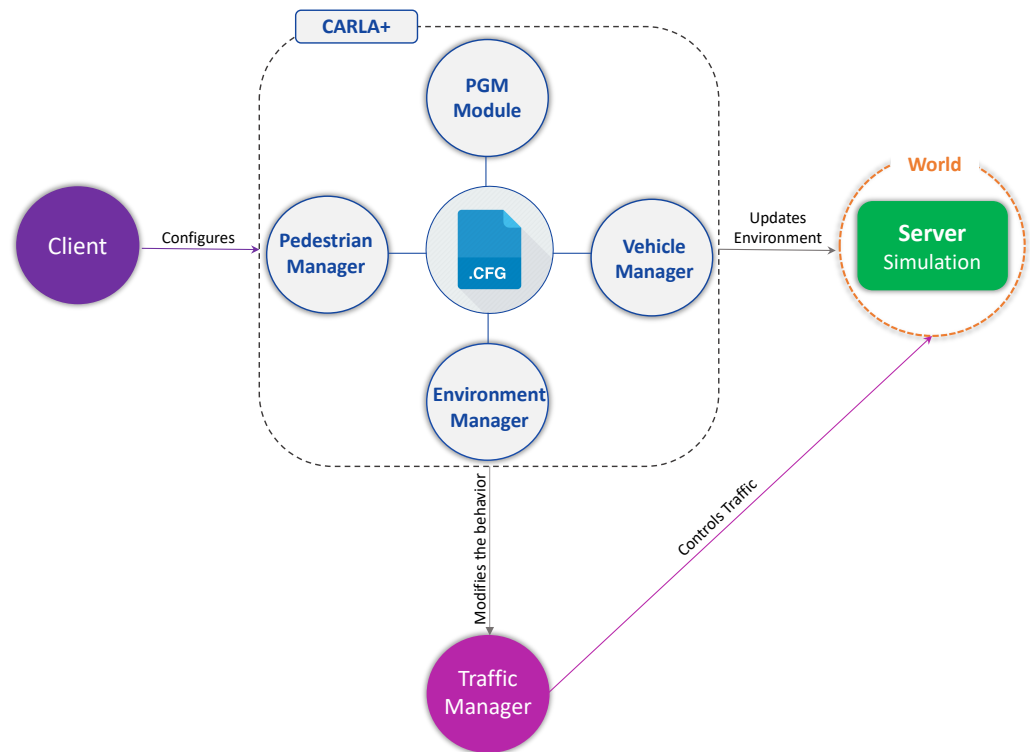 CARLA+
PGM
Module
World
Client
Configures
Pedestrian
Manager
.CFG
Vehicle
Manager
Updates
Environment
Server
Simulation
Environment
Manager
Modifies the behavior
Controls Traffic
Traffic
Manager